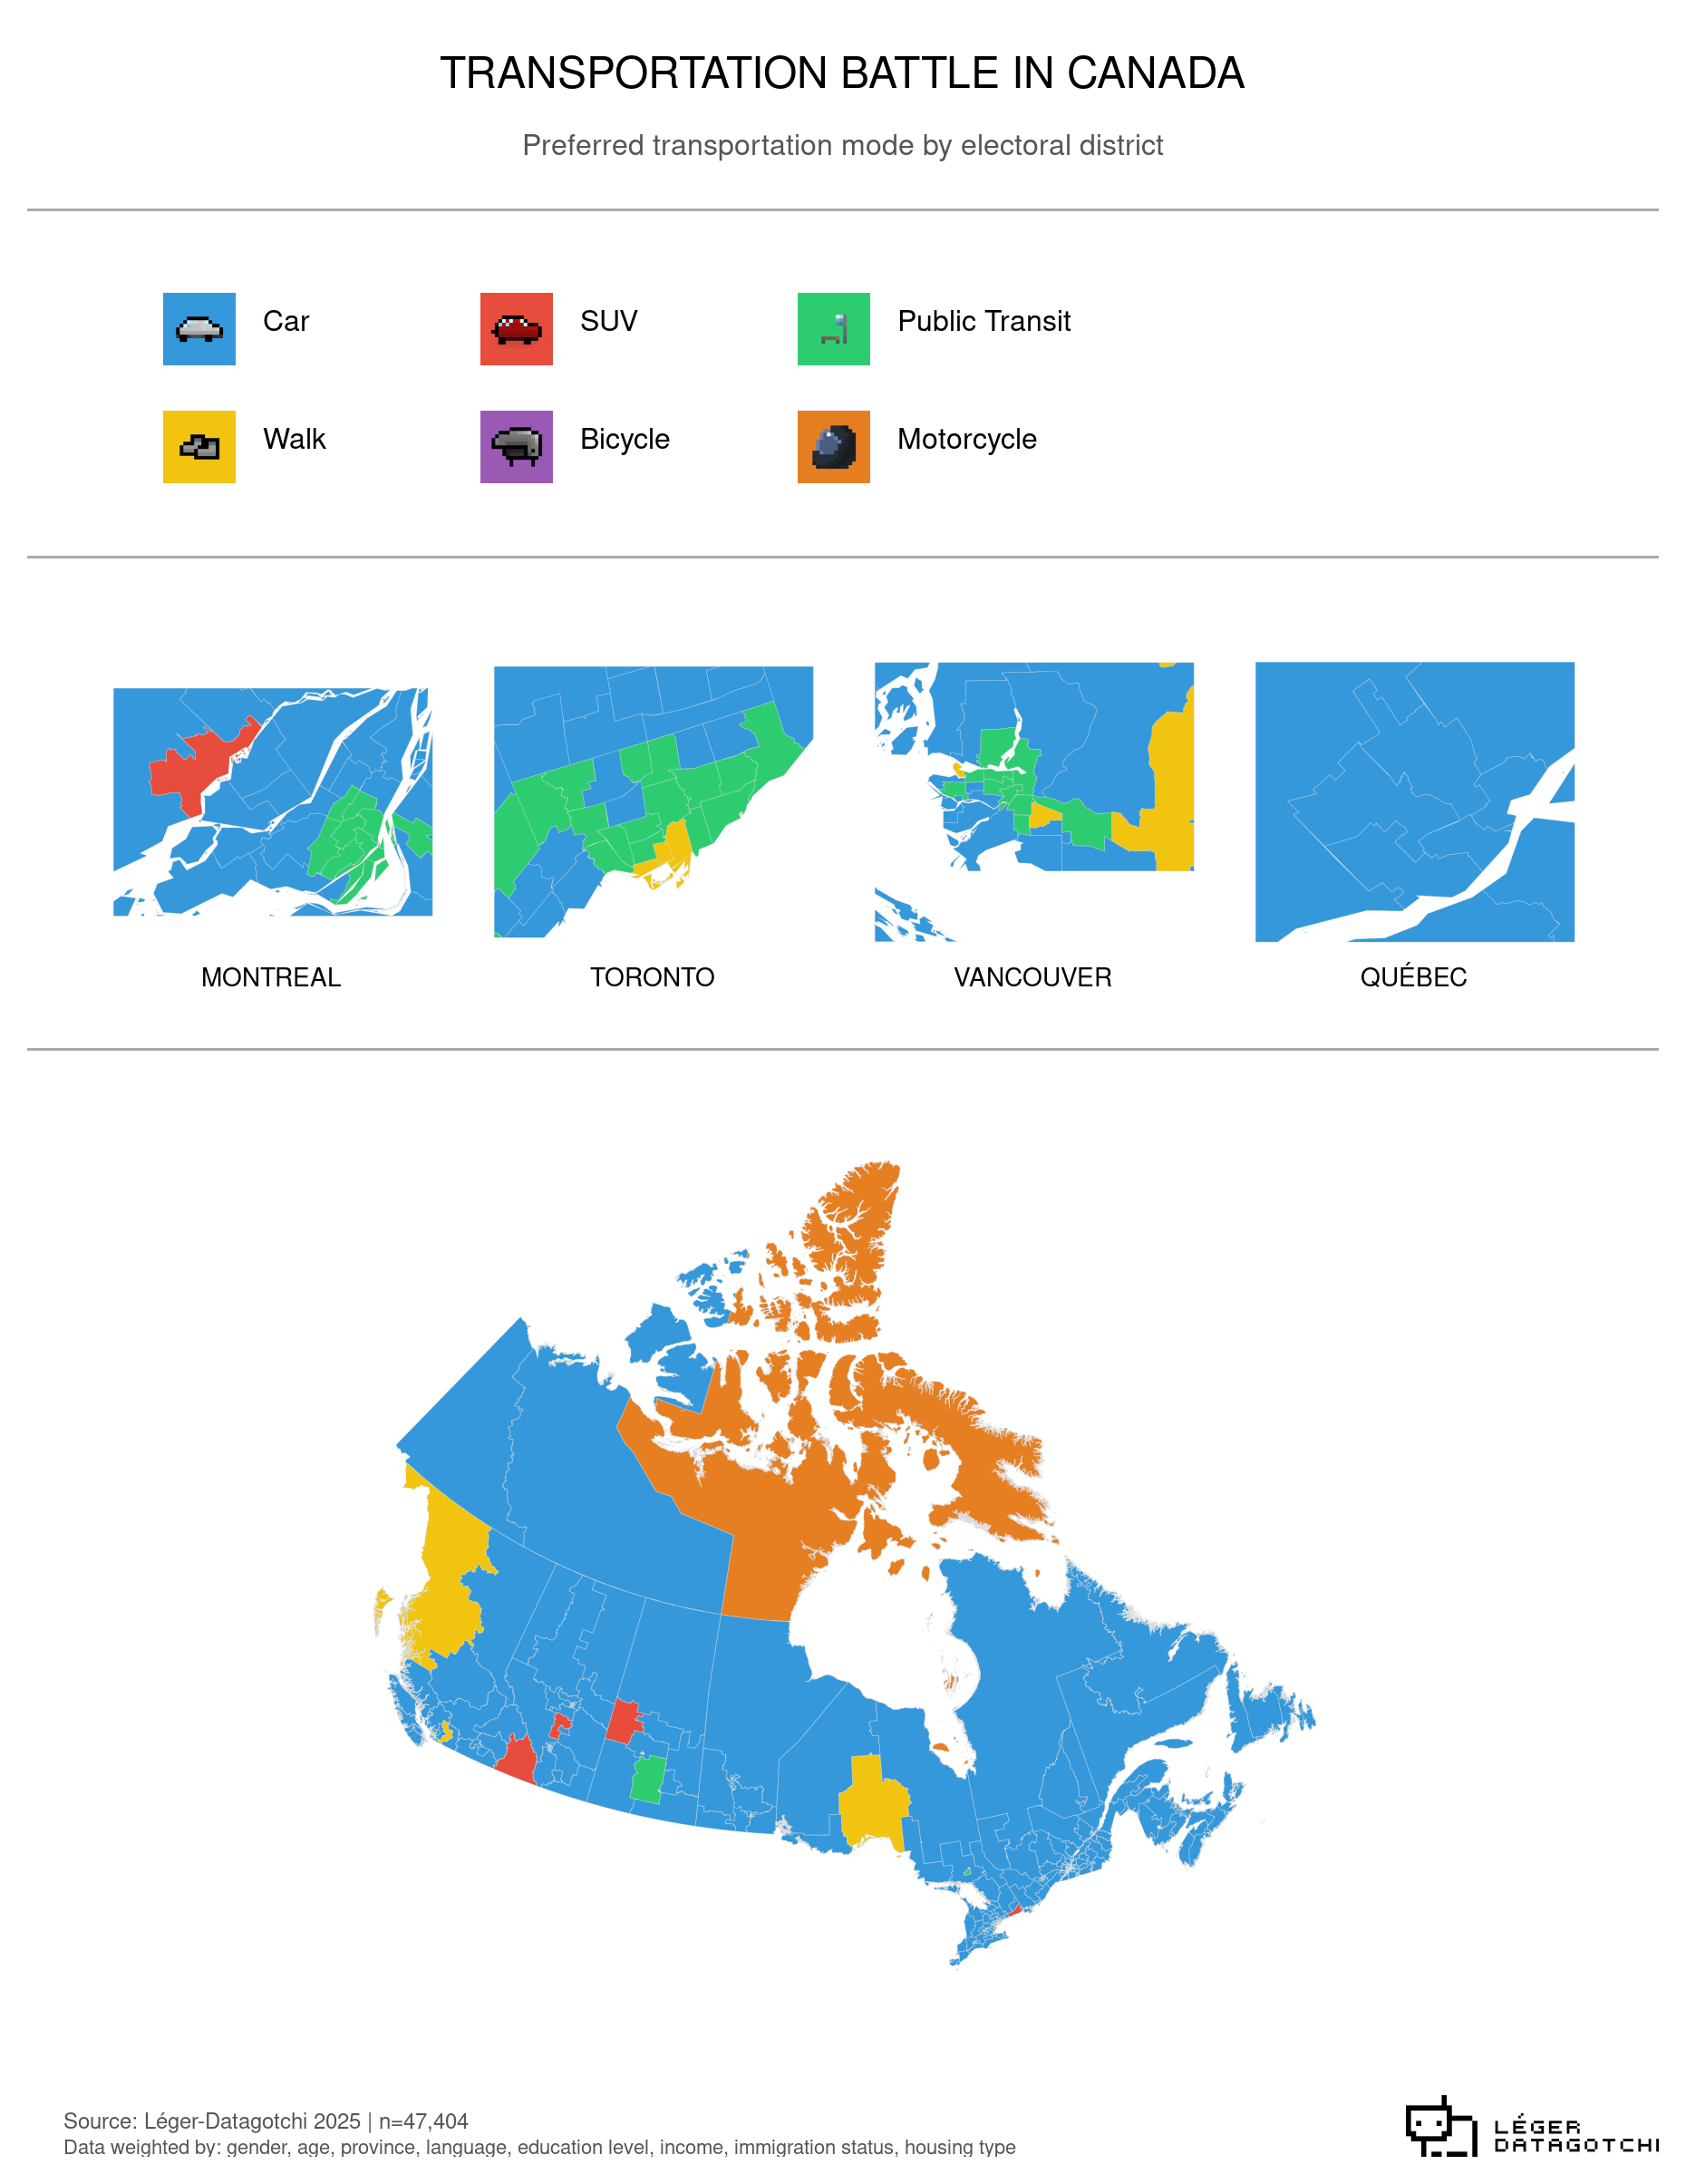 TRANSPORTATION BATTLE IN CANADA
Preferred transportation mode by electoral district
Car
SUV
Public Transit
Walk
Bicycle
Motorcycle
MONTREAL
TORONTO
VANCOUVER
QUÉBEC
Source: Léger-Datagotchi 2025 | n=47,404
Data weighted by: gender, age, province, language, education level, income, immigration status, housing type
LÉGER
DATAGOTCHI